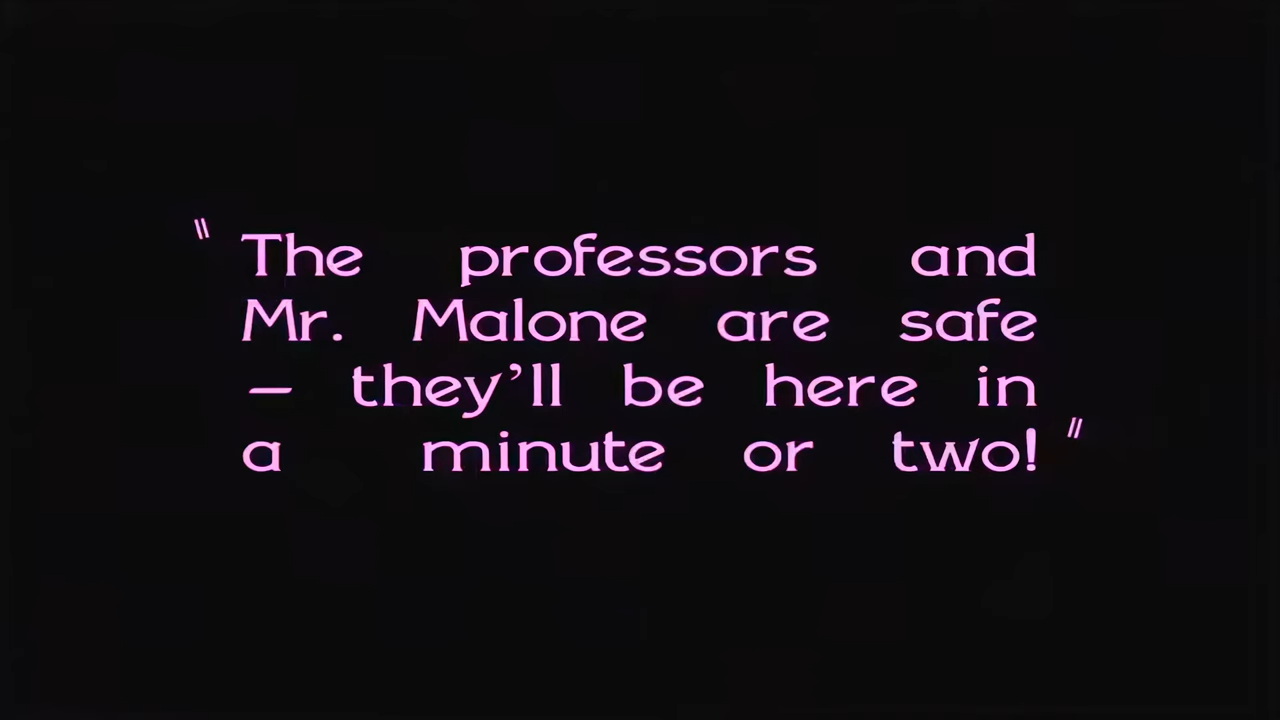 "The professors and
Mr. Malone are safe
— they'll be here in
a minute or two!"